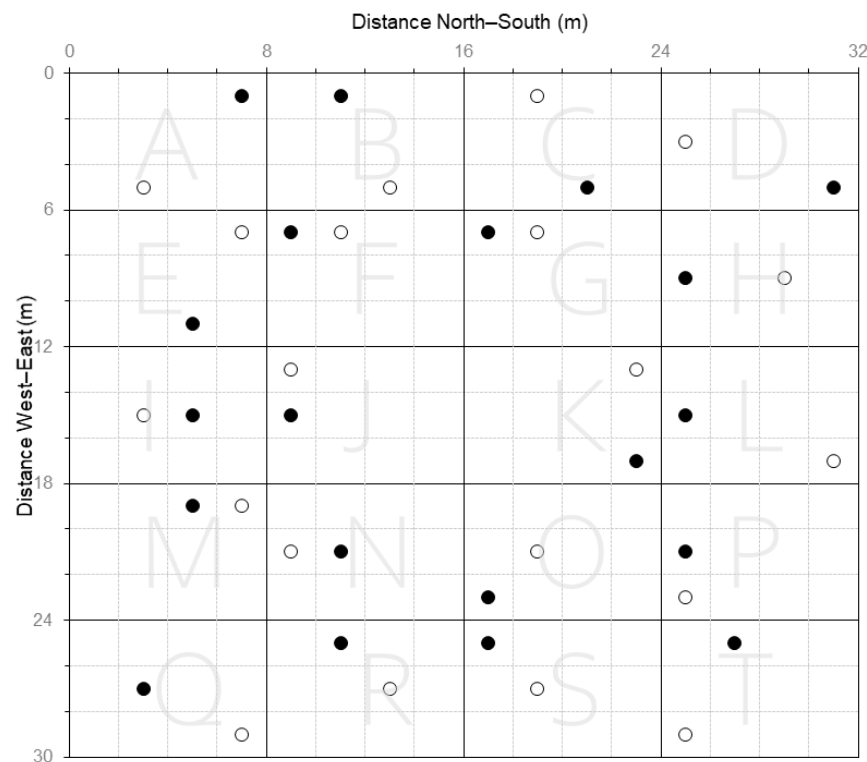 Distance North–South (m)
0 8 16 24 32
0
A B C D
6
E F G H
Distance West–East (m)
12
I J K L
18
M N O P
24
Q R S T
30